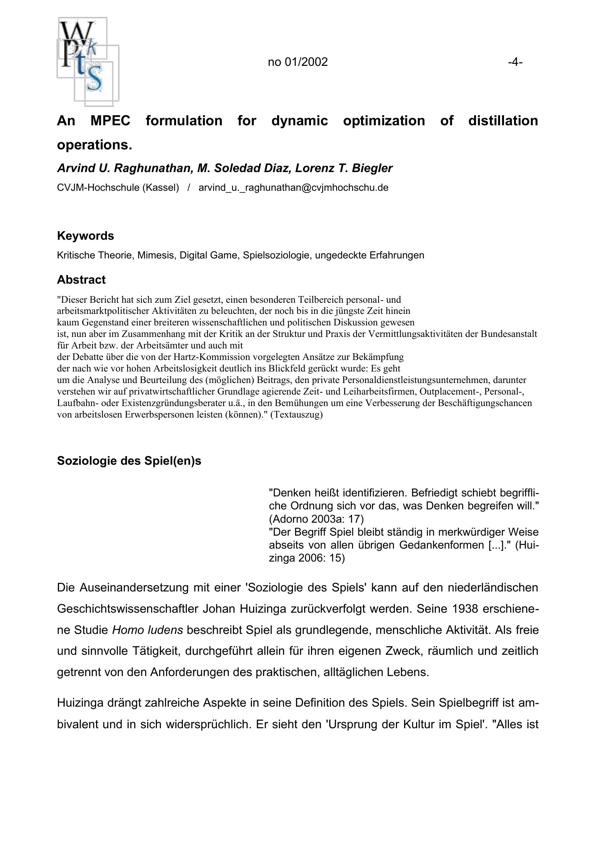 W
Pkt
tS
no 01/2002 -4-
An MPEC formulation for dynamic optimization of distillation
operations.
Arvind U. Raghunathan, M. Soledad Diaz, Lorenz T. Biegler
CVJM-Hochschule (Kassel) / arvind_u._raghunathan@cvjmhochschu.de
Keywords
Kritische Theorie, Mimesis, Digital Game, Spielsoziologie, ungedeckte Erfahrungen
Abstract
"Dieser Bericht hat sich zum Ziel gesetzt, einen besonderen Teilbereich personal- und
arbeitsmarktpolitischer Aktivitäten zu beleuchten, der noch bis in die jüngste Zeit hinein
kaum Gegenstand einer breiteren wissenschaftlichen und politischen Diskussion gewesen
ist, nun aber im Zusammenhang mit der Kritik an der Struktur und Praxis der Vermittlungsaktivitäten der Bundesanstalt
für Arbeit bzw. der Arbeitsämter und auch mit
der Debatte über die von der Hartz-Kommission vorgelegten Ansätze zur Bekämpfung
der nach wie vor hohen Arbeitslosigkeit deutlich ins Blickfeld gerückt wurde: Es geht
um die Analyse und Beurteilung des (möglichen) Beitrags, den private Personaldienstleistungsunternehmen, darunter
verstehen wir auf privatwirtschaftlicher Grundlage agierende Zeit- und Leiharbeitsfirmen, Outplacement-, Personal-,
Laufbahn- oder Existenzgründungsberater u.ä., in den Bemühungen um eine Verbesserung der Beschäftigungschancen
von arbeitslosen Erwerbspersonen leisten (können)." (Textauszug)
Soziologie des Spiel(en)s
"Denken heißt identifizieren. Befriedigt schiebt begriffli-
che Ordnung sich vor das, was Denken begreifen will."
(Adorno 2003a: 17)
"Der Begriff Spiel bleibt ständig in merkwürdiger Weise
abseits von allen übrigen Gedankenformen [...]." (Hui-
zinga 2006: 15)
Die Auseinandersetzung mit einer 'Soziologie des Spiels' kann auf den niederländischen
Geschichtswissenschaftler Johan Huizinga zurückverfolgt werden. Seine 1938 erschiene-
ne Studie Homo ludens beschreibt Spiel als grundlegende, menschliche Aktivität. Als freie
und sinnvolle Tätigkeit, durchgeführt allein für ihren eigenen Zweck, räumlich und zeitlich
getrennt von den Anforderungen des praktischen, alltäglichen Lebens.
Huizinga drängt zahlreiche Aspekte in seine Definition des Spiels. Sein Spielbegriff ist am-
bivalent und in sich widersprüchlich. Er sieht den 'Ursprung der Kultur im Spiel'. "Alles ist